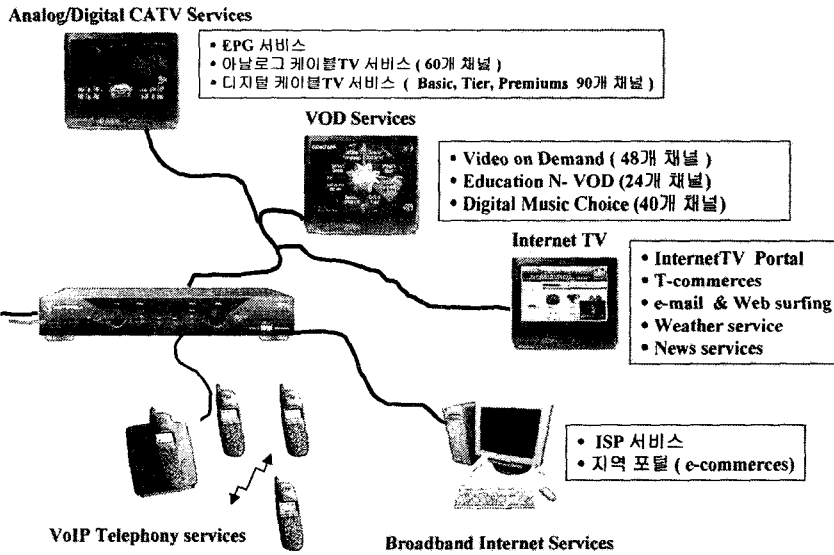 Analog/Digital CATV Services
• EPG 서비스
• 아날로그 케이블TV 서비스 ( 60개 채널 )
• 디지털 케이블TV 서비스 ( Basic, Tier, Premiums 90개 채널 )
VOD Services
• Video on Demand ( 48개 채널 )
• Education N- VOD (24개 채널)
• Digital Music Choice (40개 채널)
Internet TV
• InternetTV Portal
• T-commerces
• e-mail & Web surfing
• Weather service
• News services
• ISP 서비스
• 지역 포털 ( e-commerces)
VoIP Telephony services
Broadband Internet Services